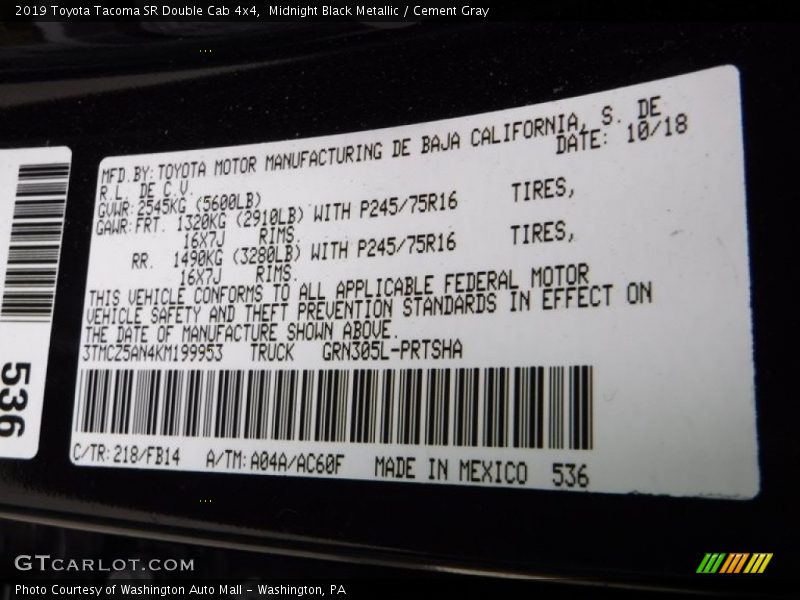 2019 Toyota Tacoma SR Double Cab 4x4,  Midnight Black Metallic / Cement Gray
MFD. BY: TOYOTA MOTOR MANUFACTURING DE BAJA CALIFORNIA, S. DE
R L. DE C.V. DATE: 10/18
GVWR: 2545KG (5600LB)
GAWR: FRT. 1320KG (2910LB) WITH P245/75R16 TIRES,
16X7J RIMS.
RR. 1490KG (3280LB) WITH P245/75R16 TIRES,
16X7J RIMS.
THIS VEHICLE CONFORMS TO ALL APPLICABLE FEDERAL MOTOR
VEHICLE SAFETY AND THEFT PREVENTION STANDARDS IN EFFECT ON
THE DATE OF MANUFACTURE SHOWN ABOVE.
3TMCZ5AN4KM199953 TRUCK GRN305L-PRTSHA
C/TR: 218/FB14 A/TM: A04A/AC60F MADE IN MEXICO 536
536
GTCARLOT.COM
Photo Courtesy of Washington Auto Mall - Washington, PA